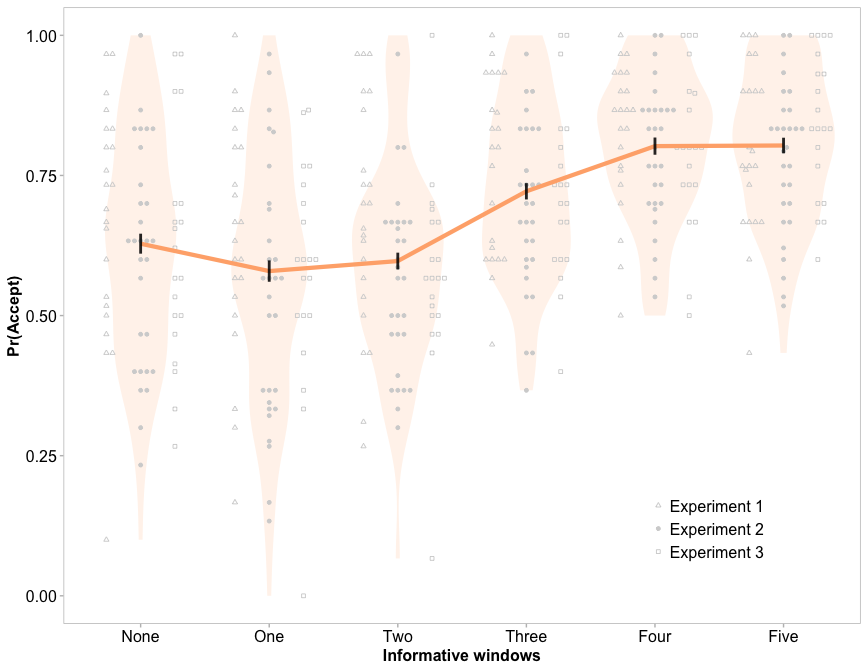 1.00
0.75
0.50
0.25
0.00
Pr(Accept)
Experiment 1
Experiment 2
Experiment 3
None One Two Three Four Five
Informative windows